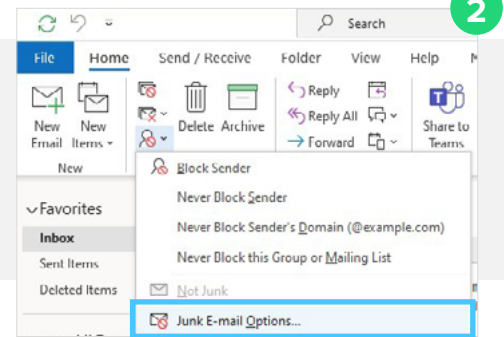 2
Search
File Home Send / Receive Folder View Help
New Email
New Items
Delete Archive
Reply
Reply All
Forward
Share to Teams
New
Block Sender
Never Block Sender
Never Block Sender's Domain (@example.com)
Never Block this Group or Mailing List
Not Junk
Junk E-mail Options...
Favorites
Inbox
Sent Items
Deleted Items